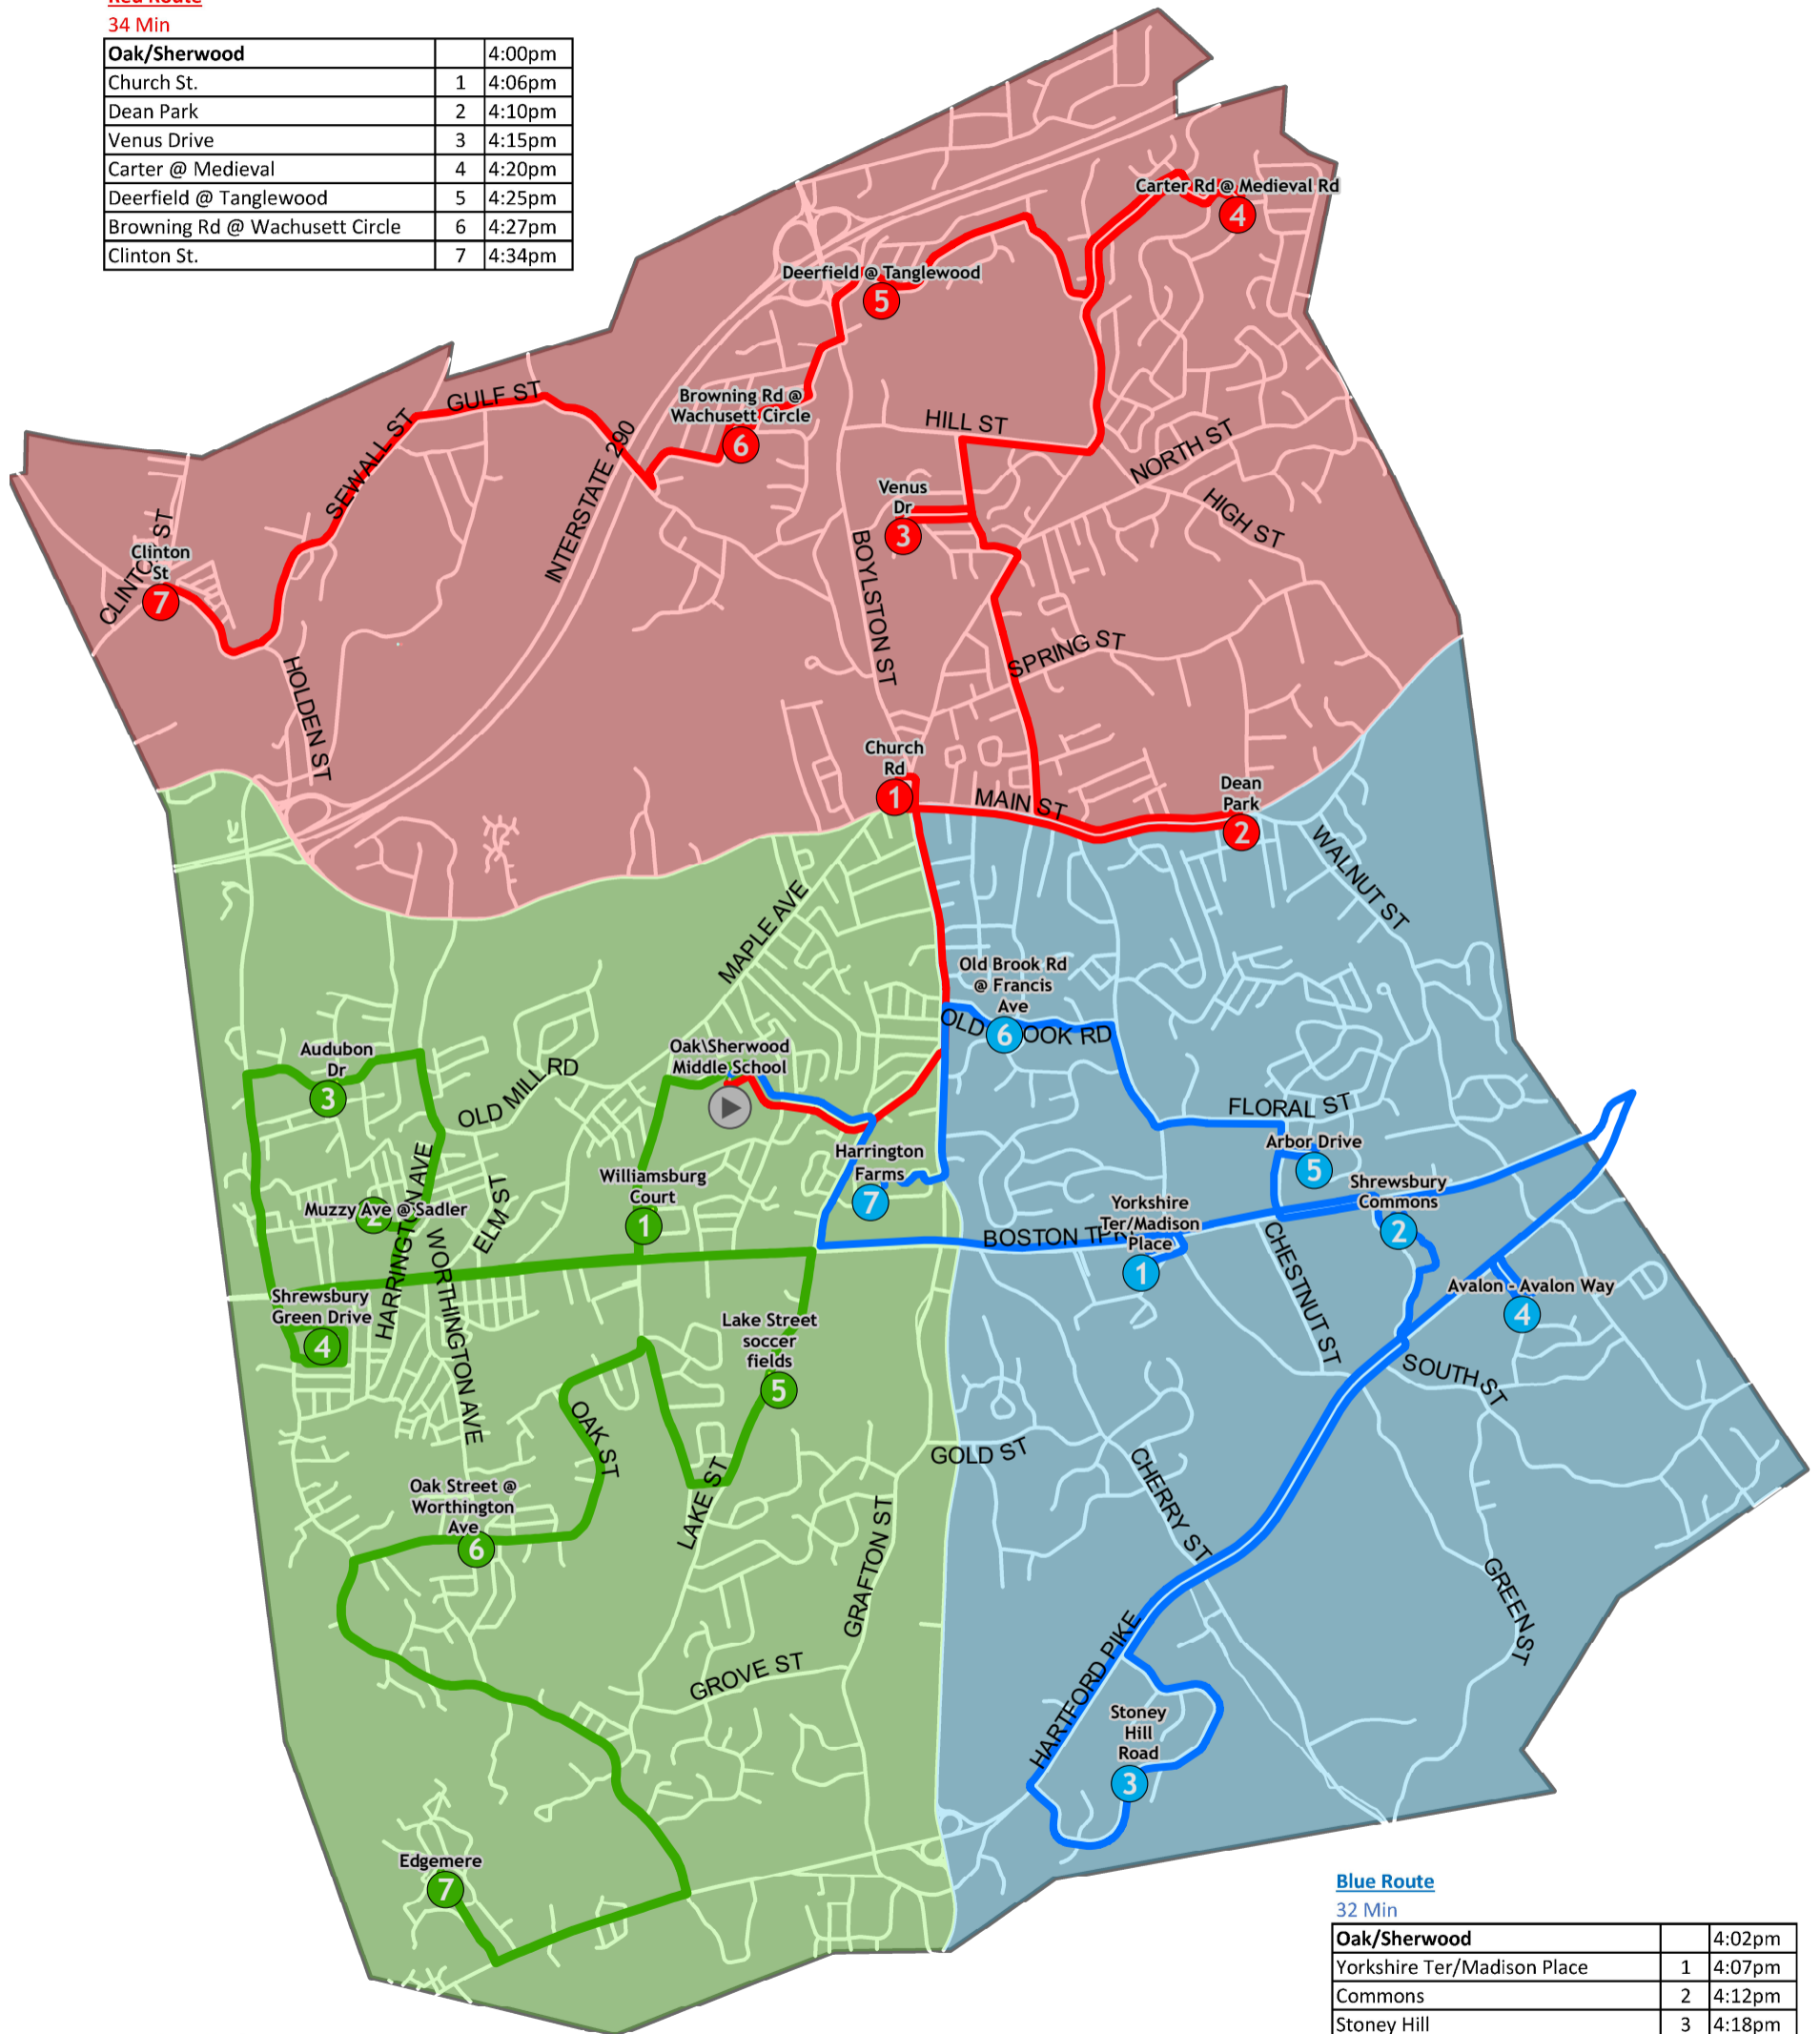 Red Route
34 Min
Oak/Sherwood 4:00pm
Church St. 1 4:06pm
Dean Park 2 4:10pm
Venus Drive 3 4:15pm
Carter @ Medieval 4 4:20pm
Deerfield @ Tanglewood 5 4:25pm
Browning Rd @ Wachusett Circle 6 4:27pm
Clinton St. 7 4:34pm
Carter Rd @ Medieval Rd
4
Deerfield @ Tanglewood
5
Browning Rd @
Wachusett Circle
6
GULF ST
SEWALL ST
INTERSTATE 290
HILL ST
NORTH ST
HIGH ST
Venus
Dr
3
BOYLSTON ST
CLINTON ST
Clinton
St
7
HOLDEN ST
SPRING ST
Church
Rd
1
MAIN ST
Dean
Park
2
WALNUT ST
MAPLE AVE
Old Brook Rd
@ Francis
Ave
6
OLD OOK RD
Oak\Sherwood
Middle School
Audubon
Dr
3
OLD MILL RD
FLORAL ST
Arbor Drive
5
Harrington
Farms
7
Williamsburg
Court
1
Muzzy Ave @ Sadler
2
HARRINGTON AVE
ELM ST
WORTHINGTON AVE
Shrewsbury
Commons
2
Yorkshire
Ter/Madison
Place
1
BOSTON TPK
CHESTNUT ST
Avalon - Avalon Way
4
Shrewsbury
Green Drive
4
Lake Street
soccer
fields
5
SOUTH ST
OAK ST
GOLD ST
CHERRY ST
LAKE ST
Oak Street @
Worthington
Ave
6
GRAFTON ST
GREEN ST
GROVE ST
HARTFORD PIKE
Stoney
Hill
Road
3
Edgemere
7
Blue Route
32 Min
Oak/Sherwood 4:02pm
Yorkshire Ter/Madison Place 1 4:07pm
Commons 2 4:12pm
Stoney Hill 3 4:18pm